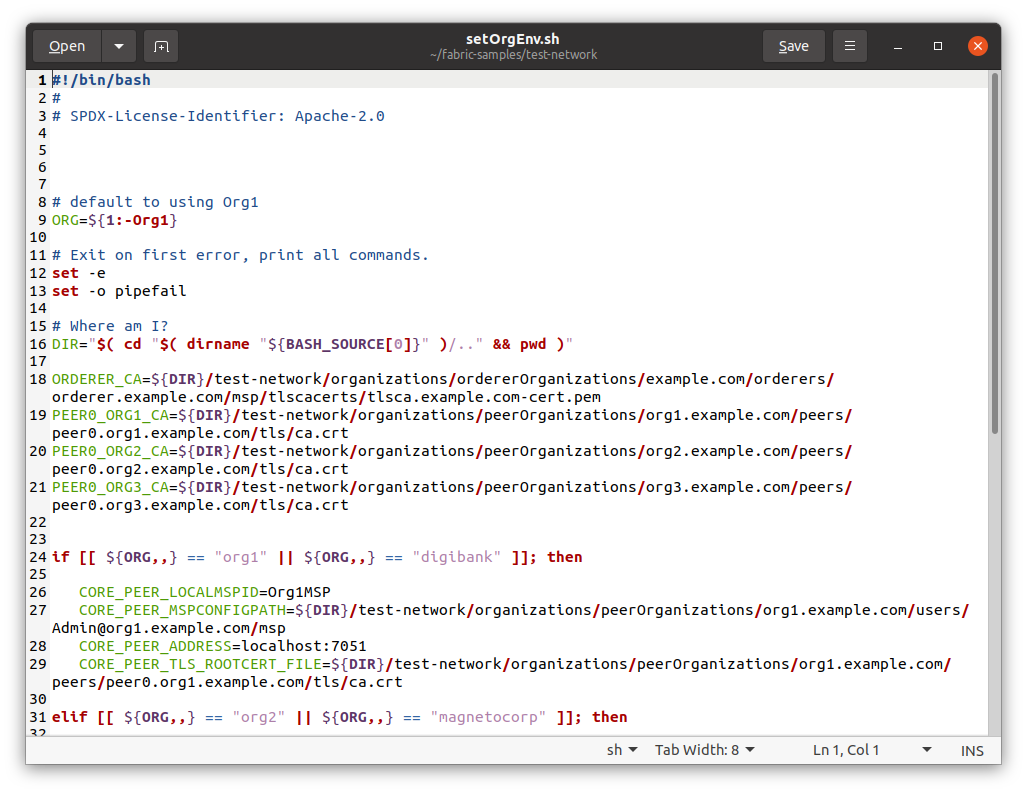 Open
setOrgEnv.sh
~/fabric-samples/test-network
Save
1 #!/bin/bash
2 #
3 # SPDX-License-Identifier: Apache-2.0
4
5
6
7
8 # default to using Org1
9 ORG=${1:-Org1}
10
11 # Exit on first error, print all commands.
12 set -e
13 set -o pipefail
14
15 # Where am I?
16 DIR="$( cd "$( dirname "${BASH_SOURCE[0]}" )/.." && pwd )"
17
18 ORDERER_CA=${DIR}/test-network/organizations/ordererOrganizations/example.com/orderers/
orderer.example.com/msp/tlscacerts/tlsca.example.com-cert.pem
19 PEER0_ORG1_CA=${DIR}/test-network/organizations/peerOrganizations/org1.example.com/peers/
peer0.org1.example.com/tls/ca.crt
20 PEER0_ORG2_CA=${DIR}/test-network/organizations/peerOrganizations/org2.example.com/peers/
peer0.org2.example.com/tls/ca.crt
21 PEER0_ORG3_CA=${DIR}/test-network/organizations/peerOrganizations/org3.example.com/peers/
peer0.org3.example.com/tls/ca.crt
22
23
24 if [[ ${ORG,,} == "org1" || ${ORG,,} == "digibank" ]]; then
25
26    CORE_PEER_LOCALMSPID=Org1MSP
27    CORE_PEER_MSPCONFIGPATH=${DIR}/test-network/organizations/peerOrganizations/org1.example.com/users/
Admin@org1.example.com/msp
28    CORE_PEER_ADDRESS=localhost:7051
29    CORE_PEER_TLS_ROOTCERT_FILE=${DIR}/test-network/organizations/peerOrganizations/org1.example.com/
peers/peer0.org1.example.com/tls/ca.crt
30
31 elif [[ ${ORG,,} == "org2" || ${ORG,,} == "magnetocorp" ]]; then
32
sh Tab Width: 8 Ln 1, Col 1 INS